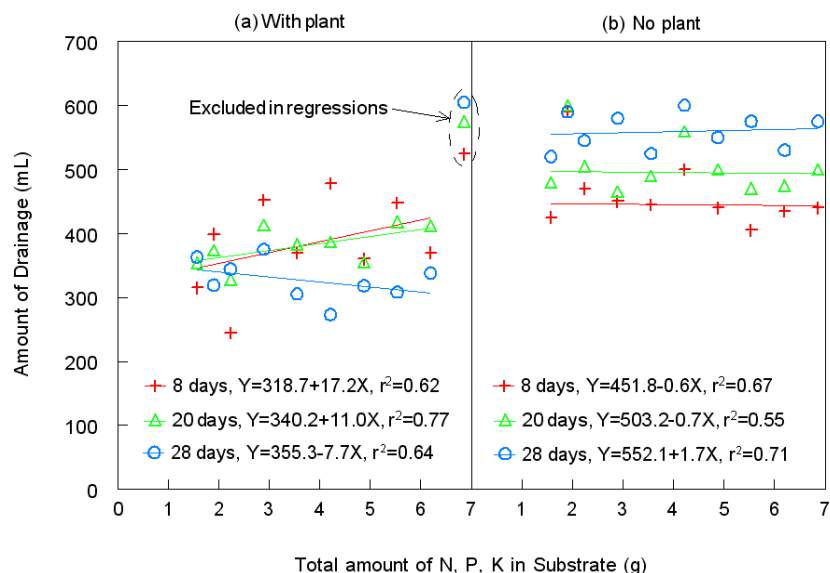 (a) With plant
(b) No plant
700
600
500
400
300
200
100
0
Amount of Drainage (mL)
Excluded in regressions
8 days, Y=318.7+17.2X, r²=0.62
20 days, Y=340.2+11.0X, r²=0.77
28 days, Y=355.3-7.7X, r²=0.64
8 days, Y=451.8-0.6X, r²=0.67
20 days, Y=503.2-0.7X, r²=0.55
28 days, Y=552.1+1.7X, r²=0.71
0 1 2 3 4 5 6 7 1 2 3 4 5 6 7
Total amount of N, P, K in Substrate (g)